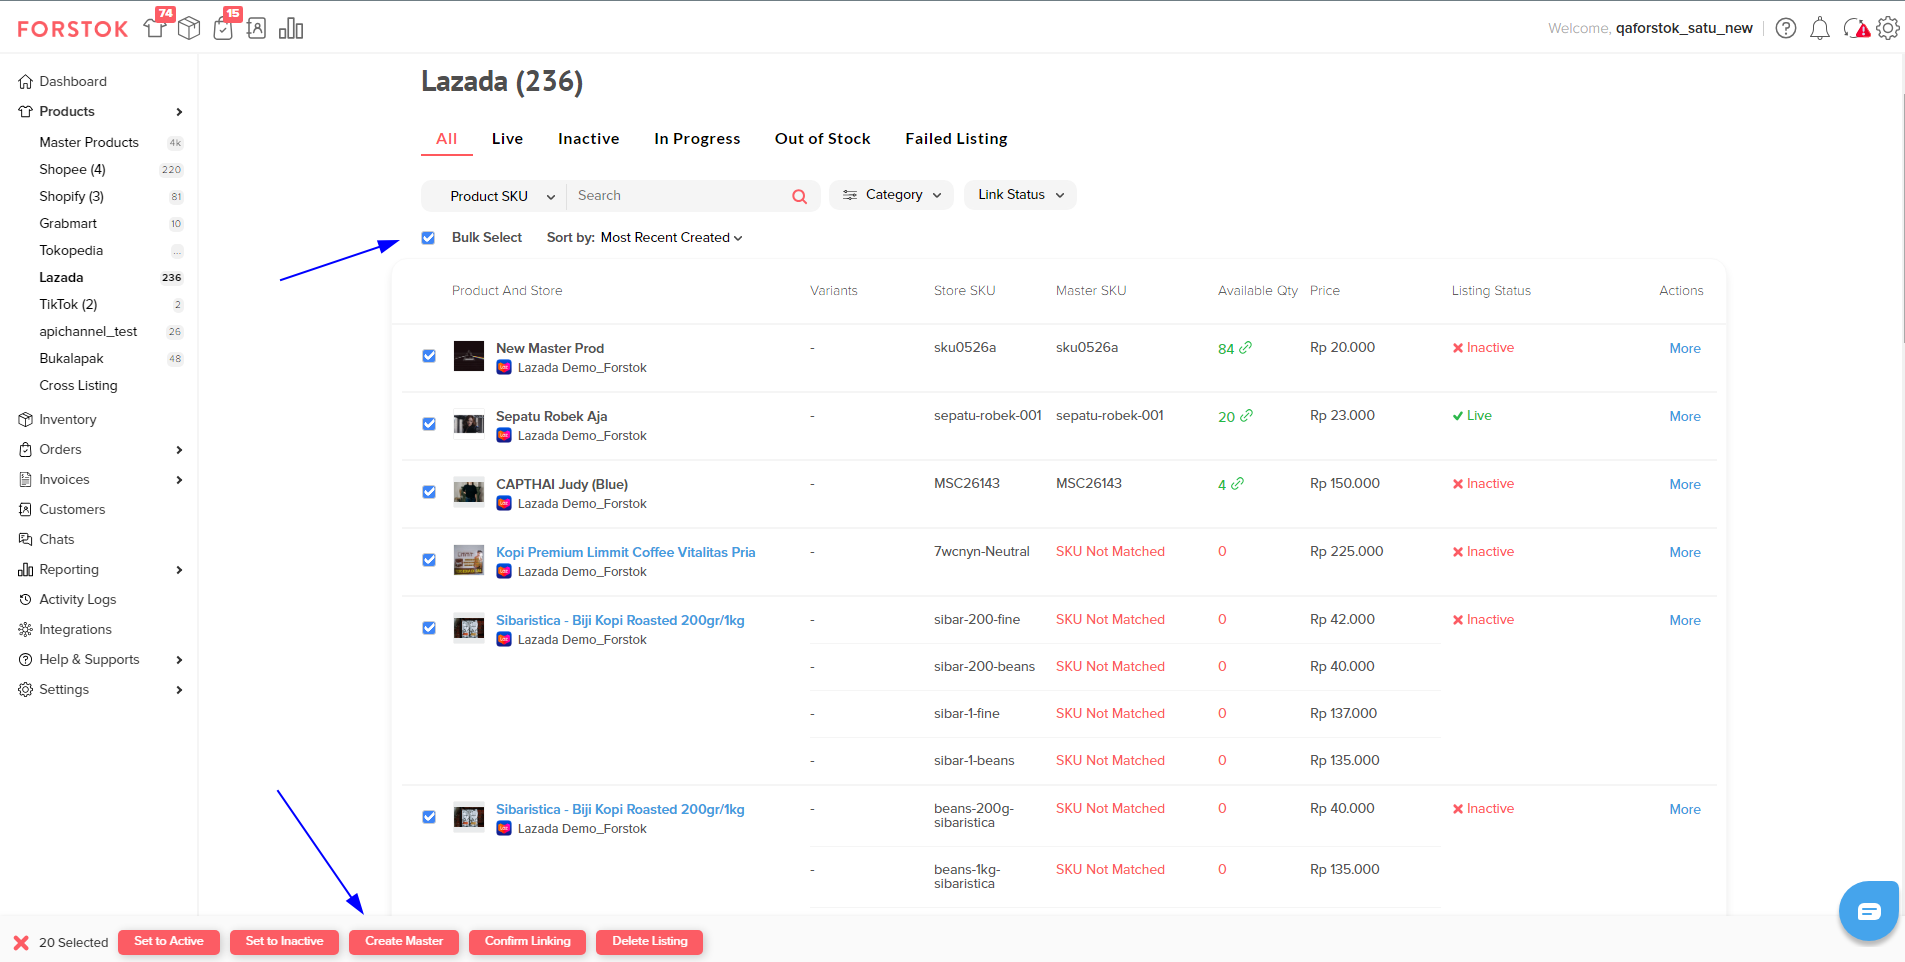 FORSTOK
74
15
Welcome, qaforstok_satu_new
Dashboard
Products
Master Products 4k
Shopee (4) 220
Shopify (3) 81
Grabmart 10
Tokopedia ...
Lazada 236
TikTok (2) 2
apichannel_test 26
Bukalapak 48
Cross Listing
Inventory
Orders
Invoices
Customers
Chats
Reporting
Activity Logs
Integrations
Help & Supports
Settings
Lazada (236)
All Live Inactive In Progress Out of Stock Failed Listing
Product SKU Search Category Link Status
Bulk Select Sort by: Most Recent Created
Product And Store Variants Store SKU Master SKU Available Qty Price Listing Status Actions
New Master Prod - sku0526a sku0526a 84 Rp 20.000 Inactive More
Lazada Demo_Forstok
Sepatu Robek Aja - sepatu-robek-001 sepatu-robek-001 20 Rp 23.000 Live More
Lazada Demo_Forstok
CAPTHAI Judy (Blue) - MSC26143 MSC26143 4 Rp 150.000 Inactive More
Lazada Demo_Forstok
Kopi Premium Limmit Coffee Vitalitas Pria - 7wcnyn-Neutral SKU Not Matched 0 Rp 225.000 Inactive More
Lazada Demo_Forstok
Sibaristica - Biji Kopi Roasted 200gr/1kg - sibar-200-fine SKU Not Matched 0 Rp 42.000 Inactive More
Lazada Demo_Forstok
- sibar-200-beans SKU Not Matched 0 Rp 40.000
- sibar-1-fine SKU Not Matched 0 Rp 137.000
- sibar-1-beans SKU Not Matched 0 Rp 135.000
Sibaristica - Biji Kopi Roasted 200gr/1kg - beans-200g- SKU Not Matched 0 Rp 40.000 Inactive More
sibaristica
Lazada Demo_Forstok
- beans-1kg- SKU Not Matched 0 Rp 135.000
sibaristica
20 Selected Set to Active Set to Inactive Create Master Confirm Linking Delete Listing